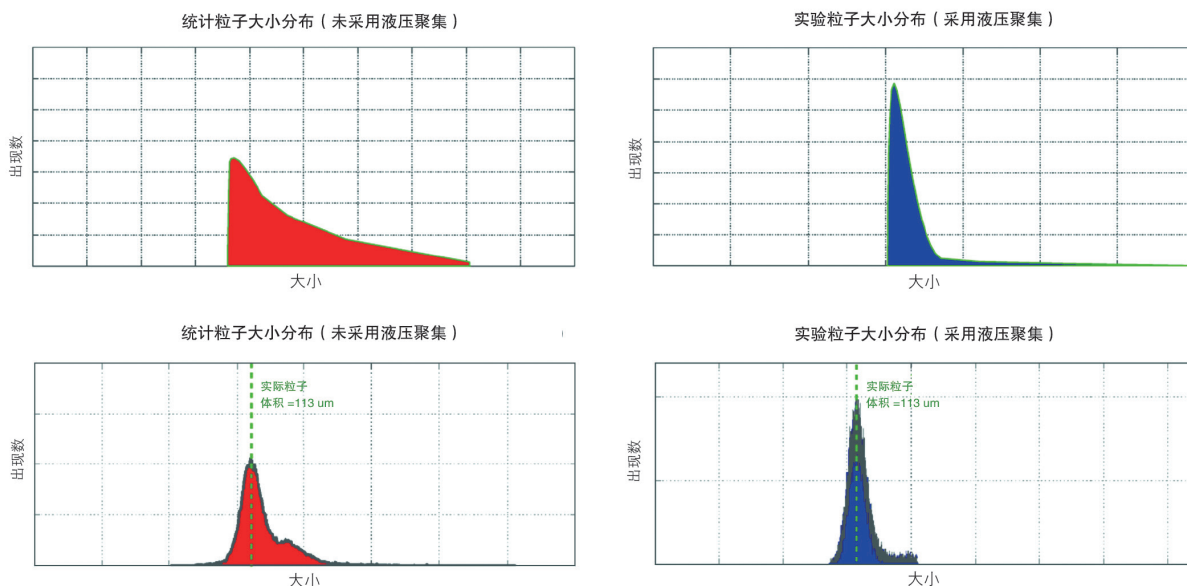 统计粒子大小分布（未采用液压聚集）
实验粒子大小分布（采用液压聚集）
出现数
出现数
大小
大小
统计粒子大小分布（未采用液压聚集）
实验粒子大小分布（采用液压聚集）
实际粒子
体积 =113 um
实际粒子
体积 =113 um
出现数
出现数
大小
大小